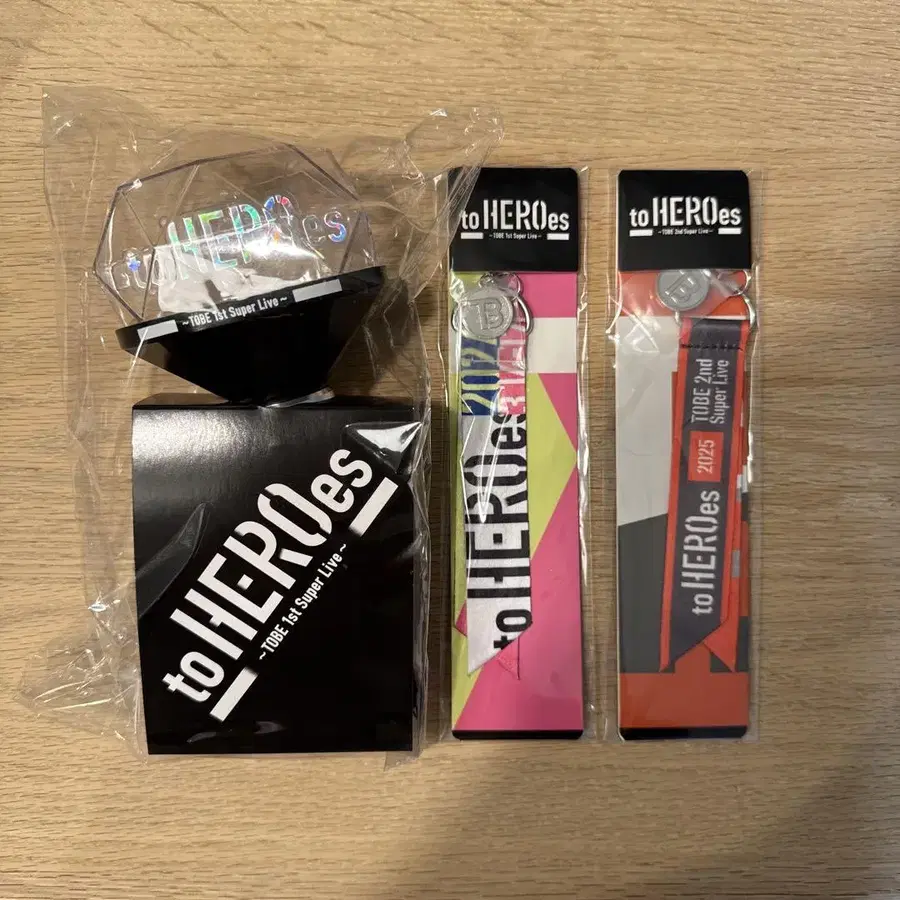 toHEROes
~TOBE 1st Super Live~
toHEROes
~TOBE 1st Super Live~
toHEROes
~TOBE 1st Super Live~
B
2024
toHEROes
toHEROes
~TOBE 2nd Super Live~
B
toHEROes
2025
TOBE 2nd
Super Live